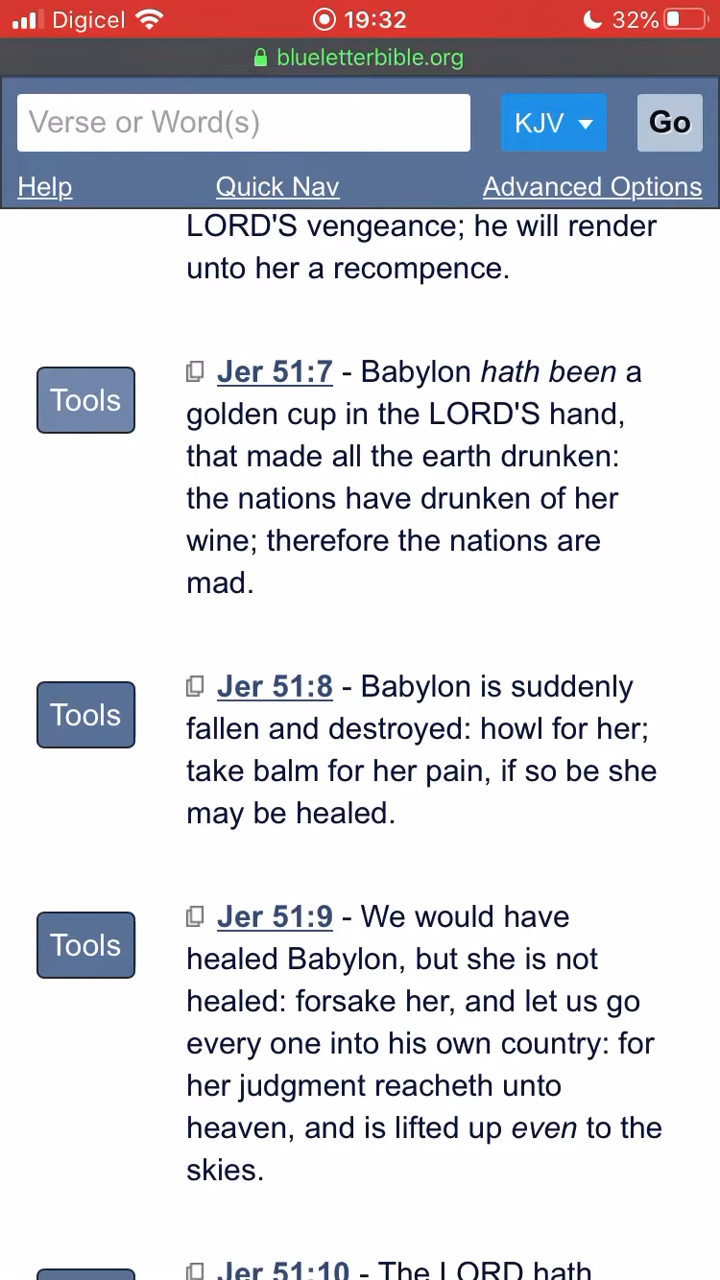 Digicel 19:32 32%
blueletterbible.org
Verse or Word(s) KJV Go
Help Quick Nav Advanced Options
LORD'S vengeance; he will render
unto her a recompence.
Tools
Jer 51:7 - Babylon hath been a
golden cup in the LORD'S hand,
that made all the earth drunken:
the nations have drunken of her
wine; therefore the nations are
mad.
Tools
Jer 51:8 - Babylon is suddenly
fallen and destroyed: howl for her;
take balm for her pain, if so be she
may be healed.
Tools
Jer 51:9 - We would have
healed Babylon, but she is not
healed: forsake her, and let us go
every one into his own country: for
her judgment reacheth unto
heaven, and is lifted up even to the
skies.
Jer 51:10 - The LORD hath